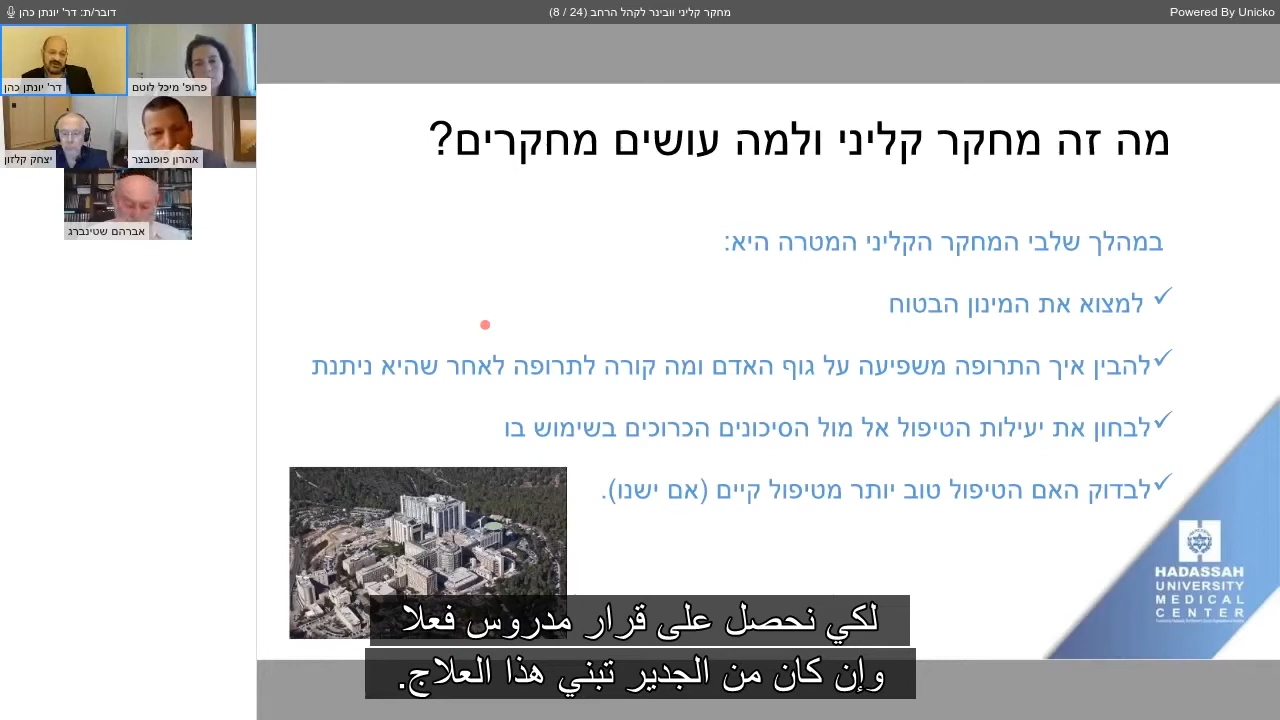 דובר/ת: דר' יונתן כהן
מחקר קליני וובינר לקהל הרחב (24 / 8)
Powered By Unicko
דר' יונתן כהן
פרופ' מיכל לוטם
יצחק קלזון
אהרון פופובצר
אברהם שטינברג
מה זה מחקר קליני ולמה עושים מחקרים?
במהלך שלבי המחקר הקליני המטרה היא:
✓ למצוא את המינון הבטוח
✓ להבין איך התרופה משפיעה על גוף האדם ומה קורה לתרופה לאחר שהיא ניתנת
✓ לבחון את יעילות הטיפול אל מול הסיכונים הכרוכים בשימוש בו
✓ לבדוק האם הטיפול טוב יותר מטיפול קיים (אם ישנו).
HADASSAH
UNIVERSITY
MEDICAL
CENTER
لكي نحصل على قرار مدروس فعلا
وإن كان من الجدير تبني هذا العلاج.